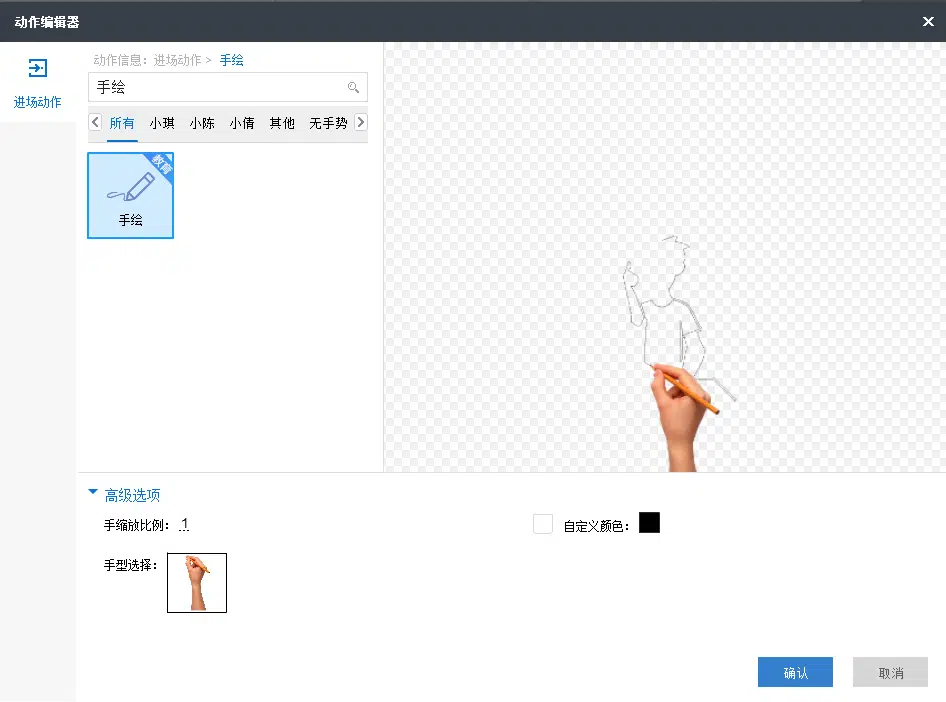 动作编辑器
进场动作
动作信息：进场动作 > 手绘
手绘
所有 小琪 小陈 小倩 其他 无手势
教育
手绘
高级选项
手缩放比例：1
自定义颜色：
手型选择：
确认 取消